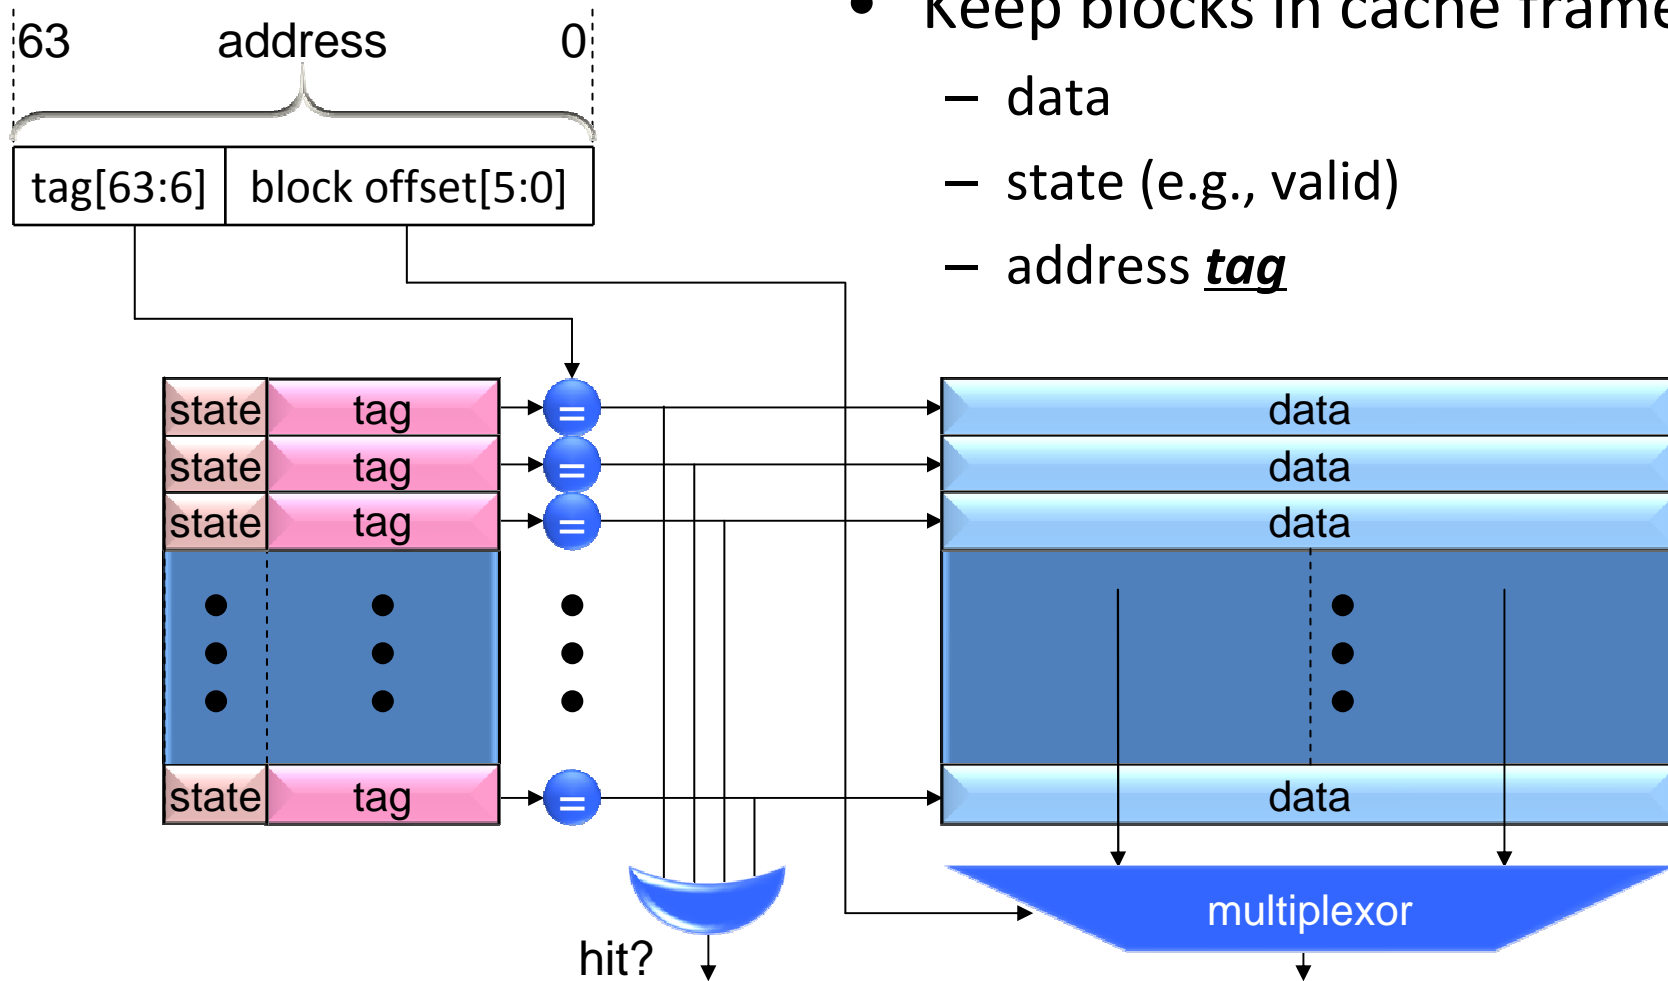 63 address 0
tag[63:6] block offset[5:0]
• Keep blocks in cache frame
– data
– state (e.g., valid)
– address tag
state tag = data
state tag = data
state tag = data
state tag = data
hit?
multiplexor